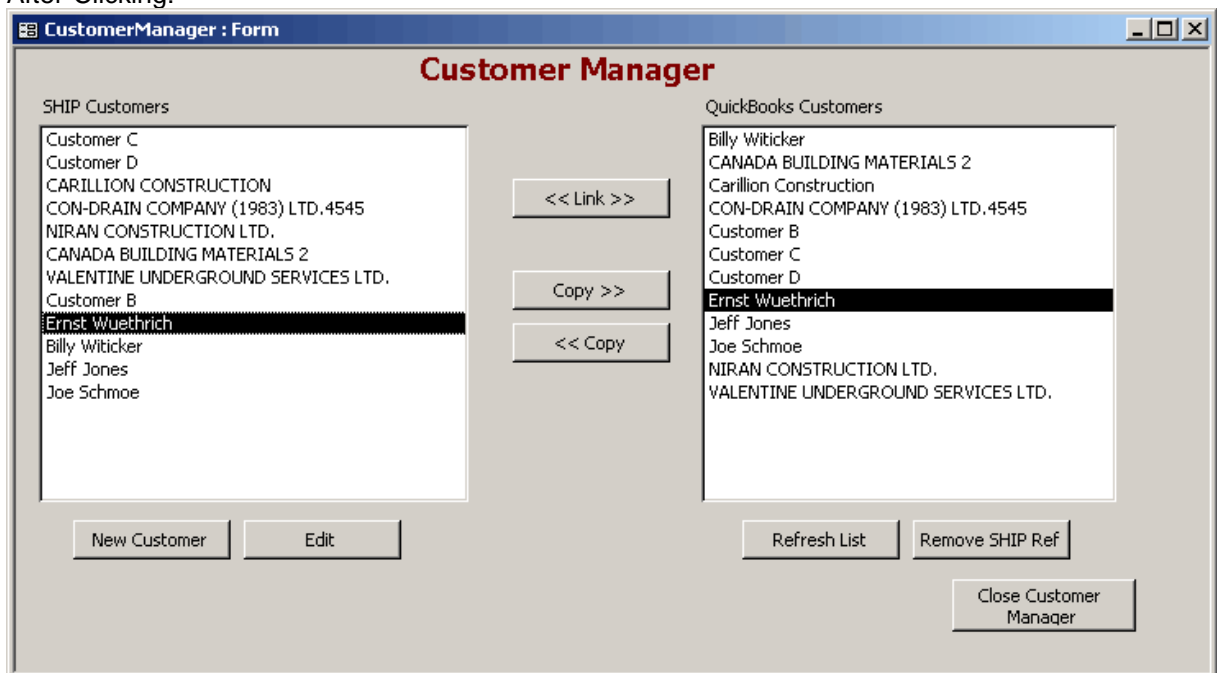 After Clicking:
CustomerManager : Form
Customer Manager
SHIP Customers
Customer C
Customer D
CARILLION CONSTRUCTION
CON-DRAIN COMPANY (1983) LTD.4545
NIRAN CONSTRUCTION LTD.
CANADA BUILDING MATERIALS 2
VALENTINE UNDERGROUND SERVICES LTD.
Customer B
Ernst Wuethrich
Billy Witicker
Jeff Jones
Joe Schmoe
<< Link >>
Copy >>
<< Copy
QuickBooks Customers
Billy Witicker
CANADA BUILDING MATERIALS 2
Carillion Construction
CON-DRAIN COMPANY (1983) LTD.4545
Customer B
Customer C
Customer D
Ernst Wuethrich
Jeff Jones
Joe Schmoe
NIRAN CONSTRUCTION LTD.
VALENTINE UNDERGROUND SERVICES LTD.
New Customer
Edit
Refresh List
Remove SHIP Ref
Close Customer
Manager